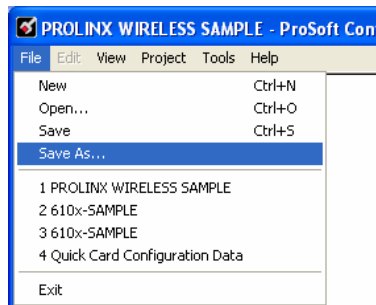 PROLINX WIRELESS SAMPLE - ProSoft Con
File Edit View Project Tools Help
New Ctrl+N
Open... Ctrl+O
Save Ctrl+S
Save As...
1 PROLINX WIRELESS SAMPLE
2 610x-SAMPLE
3 610x-SAMPLE
4 Quick Card Configuration Data
Exit